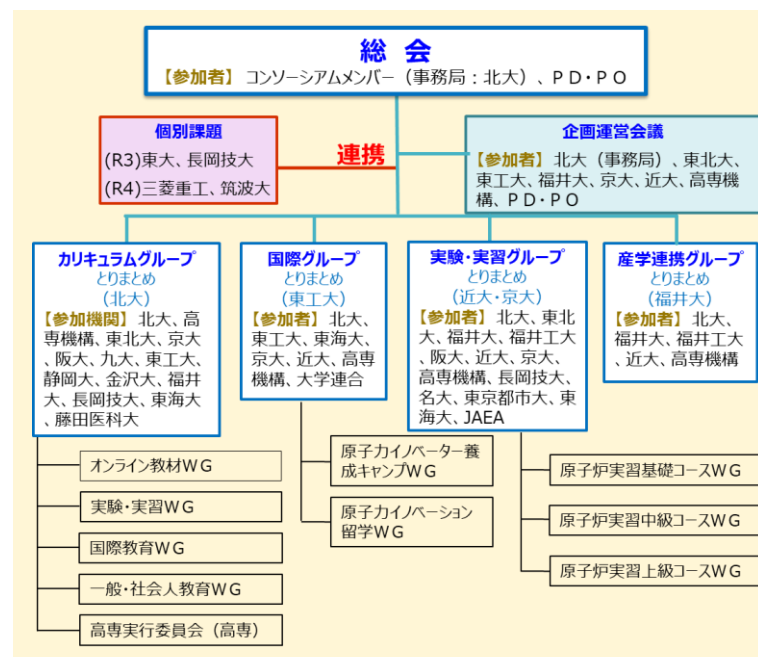 総 会
【参加者】 コンソーシアムメンバー（事務局：北大）、ＰＤ・ＰＯ
個別課題
(R3)東大、長岡技大
(R4)三菱重工、筑波大
連携
企画運営会議
【参加者】 北大（事務局）、東北大、
東工大、福井大、京大、近大、高専機
構、ＰＤ・ＰＯ
カリキュラムグループ
とりまとめ
（北大）
【参加機関】 北大、高
専機構、東北大、京大、
阪大、九大、東工大、
静岡大、金沢大、福井
大、長岡技大、東海大
、藤田医科大
オンライン教材ＷＧ
実験・実習ＷＧ
国際教育ＷＧ
一般・社会人教育ＷＧ
高専実行委員会（高専）
国際グループ
とりまとめ
（東工大）
【参加者】 北大、
東工大、東海大、
京大、近大、高専
機構、大学連合
原子力イノベーター養
成キャンプＷＧ
原子力イノベーション
留学ＷＧ
実験・実習グループ
とりまとめ
（近大・京大）
【参加者】 北大、東北
大、福井大、福井工大、
阪大、近大、京大、
高専機構、長岡技大、
名大、東京都市大、東
海大、JAEA
原子炉実習基礎コースＷＧ
原子炉実習中級コースＷＧ
原子炉実習上級コースＷＧ
産学連携グループ
とりまとめ
（福井大）
【参加者】 北大、
福井大、福井工大
、近大、高専機構